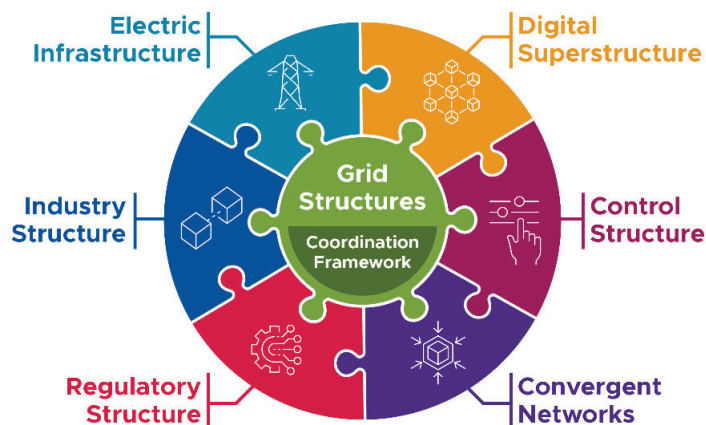 Electric
Infrastructure
Digital
Superstructure
Industry
Structure
Grid
Structures
Coordination
Framework
Control
Structure
Regulatory
Structure
Convergent
Networks